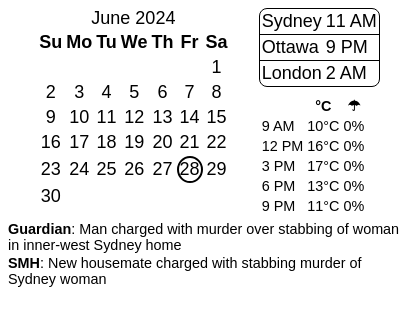 June 2024
Su Mo Tu We Th Fr Sa
1
2 3 4 5 6 7 8
9 10 11 12 13 14 15
16 17 18 19 20 21 22
23 24 25 26 27 28 29
30
Sydney 11 AM
Ottawa 9 PM
London 2 AM
°C ☂
9 AM 10°C 0%
12 PM 16°C 0%
3 PM 17°C 0%
6 PM 13°C 0%
9 PM 11°C 0%
Guardian: Man charged with murder over stabbing of woman
in inner-west Sydney home
SMH: New housemate charged with stabbing murder of
Sydney woman